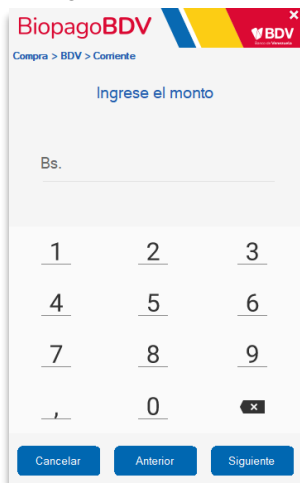 BiopagoBDV
BDV
Banco de Venezuela
Compra > BDV > Corriente
Ingrese el monto
Bs.
1 2 3
4 5 6
7 8 9
, 0
Cancelar Anterior Siguiente